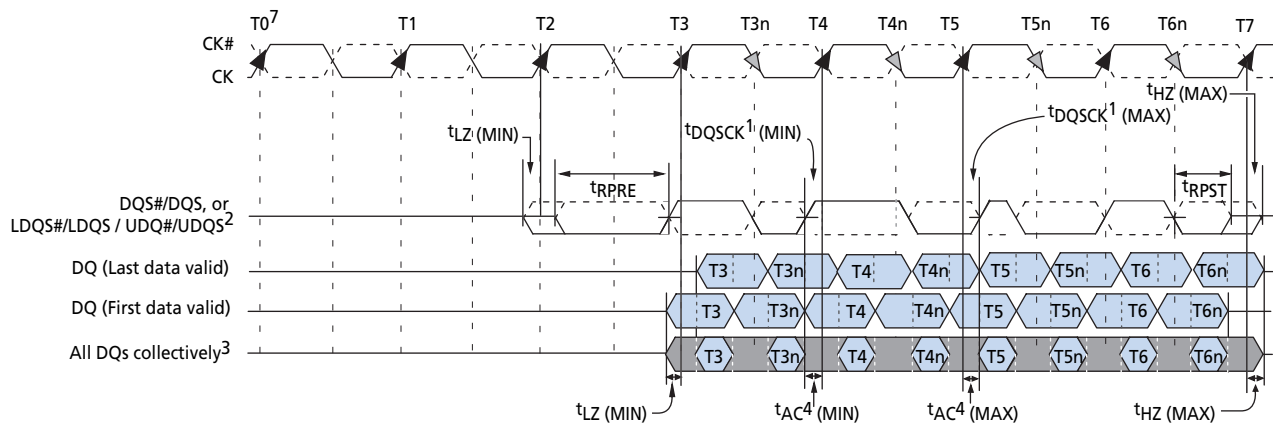 T0⁷ T1 T2 T3 T3n T4 T4n T5 T5n T6 T6n T7
CK#
CK
tHZ (MAX)
tLZ (MIN) tDQSCK¹ (MIN) tDQSCK¹ (MAX)
tRPRE tRPST
DQS#/DQS, or
LDQS#/LDQS / UDQ#/UDQS²
DQ (Last data valid) T3 T3n T4 T4n T5 T5n T6 T6n
DQ (First data valid) T3 T3n T4 T4n T5 T5n T6 T6n
All DQs collectively³ T3 T3n T4 T4n T5 T5n T6 T6n
tLZ (MIN) tAC⁴ (MIN) tAC⁴ (MAX) tHZ (MAX)